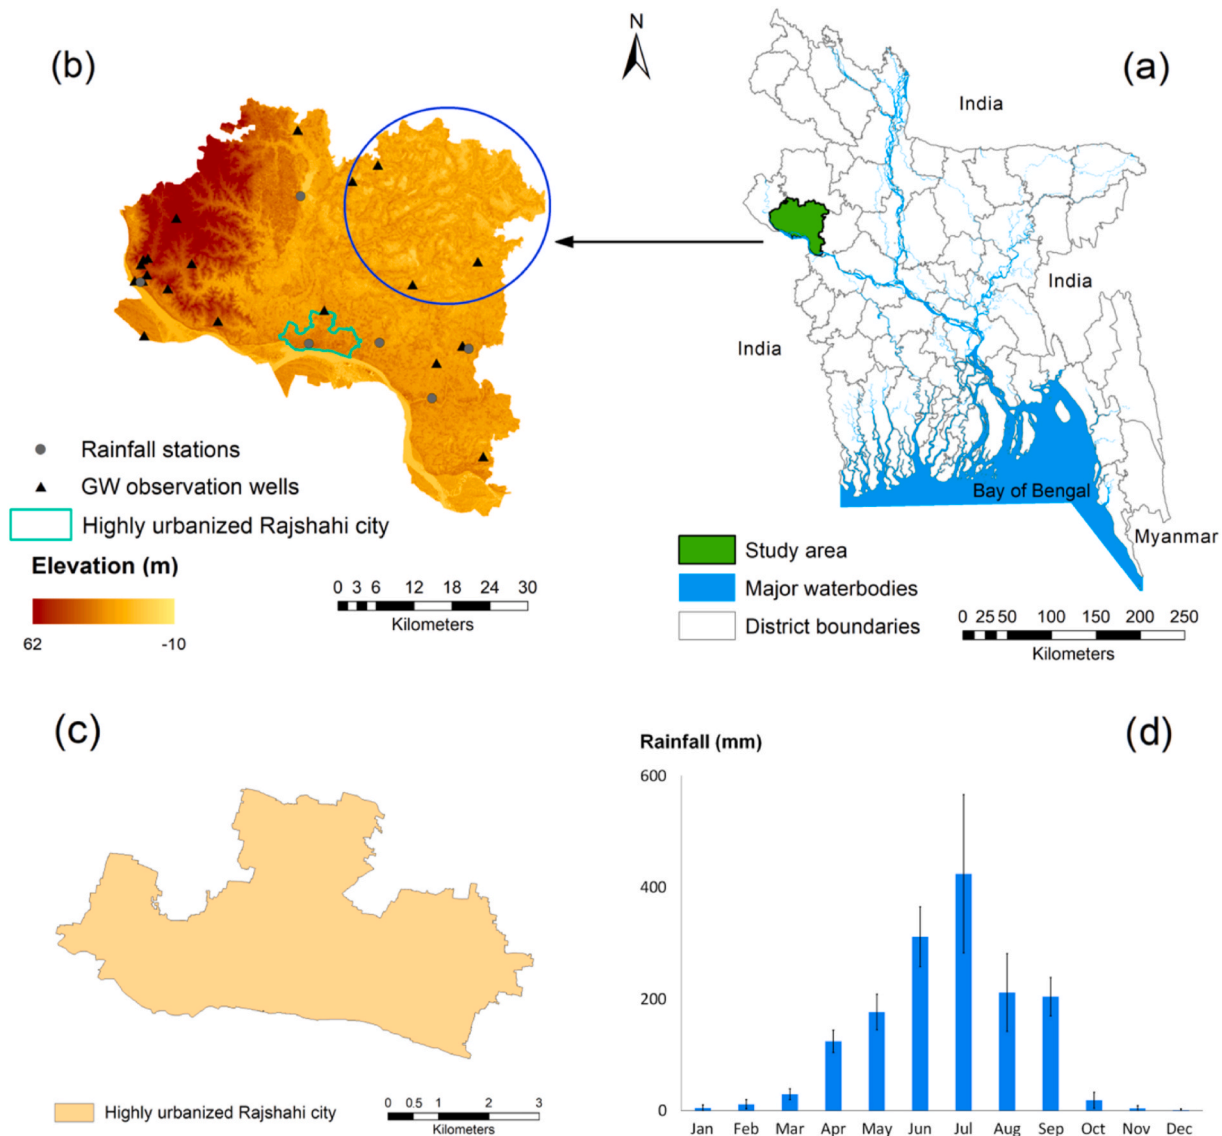 (b)
Rainfall stations
GW observation wells
Highly urbanized Rajshahi city
Elevation (m)
62 -10
0 3 6 12 18 24 30
Kilometers
N
(a)
India
India
India
Bay of Bengal
Myanmar
Study area
Major waterbodies
District boundaries
0 25 50 100 150 200 250
Kilometers
(c)
Highly urbanized Rajshahi city
0 0.5 1 2 3
Kilometers
(d)
Rainfall (mm)
600
400
200
0
Jan Feb Mar Apr May Jun Jul Aug Sep Oct Nov Dec